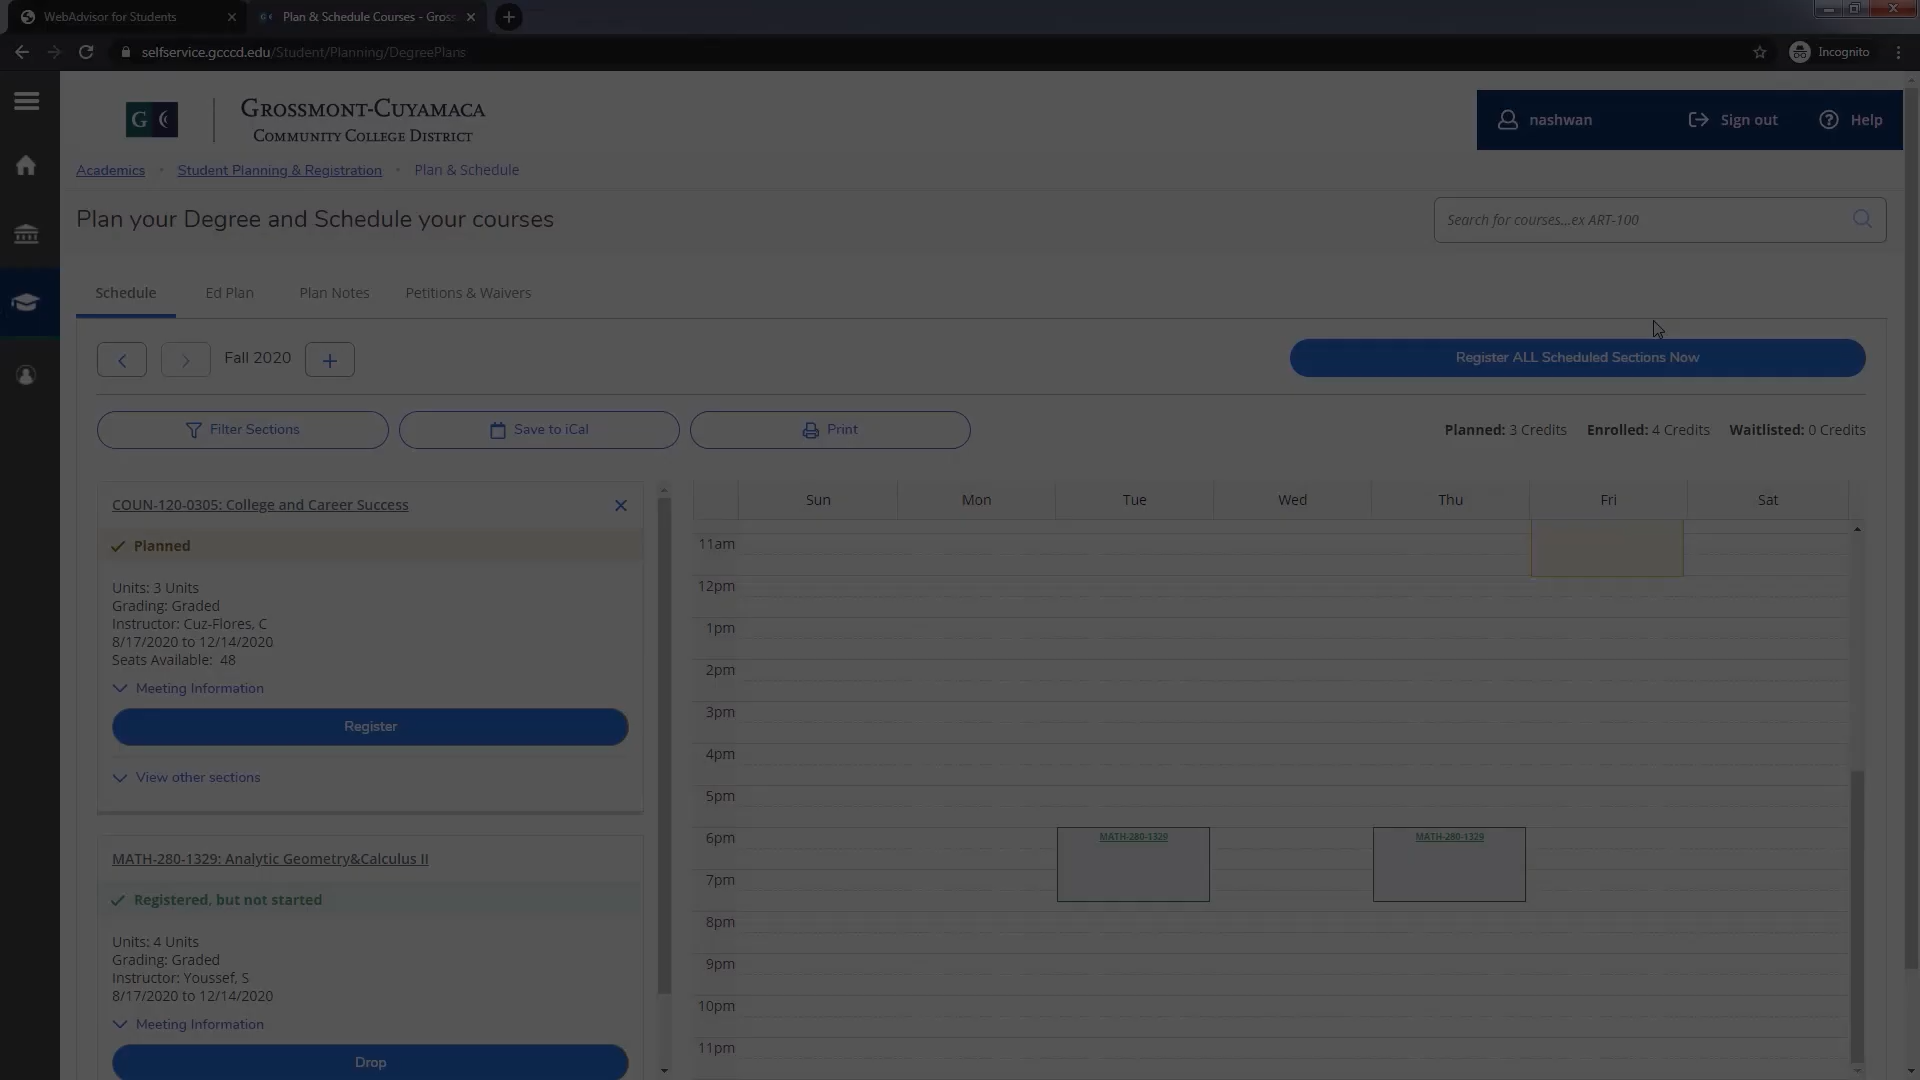 WebAdvisor for Students
Plan & Schedule Courses - Gross
selfservice.gcccd.edu/Student/Planning/DegreePlans
Incognito
G C
GROSSMONT-CUYAMACA
COMMUNITY COLLEGE DISTRICT
nashwan
Sign out
Help
Academics
Student Planning & Registration
Plan & Schedule
Plan your Degree and Schedule your courses
Search for courses...ex ART-100
Schedule
Ed Plan
Plan Notes
Petitions & Waivers
Fall 2020
Register ALL Scheduled Sections Now
Filter Sections
Save to iCal
Print
Planned: 3 Credits Enrolled: 4 Credits Waitlisted: 0 Credits
COUN-120-0305: College and Career Success
Planned
Units: 3 Units
Grading: Graded
Instructor: Cuz-Flores, C
8/17/2020 to 12/14/2020
Seats Available: 48
Meeting Information
Register
View other sections
MATH-280-1329: Analytic Geometry&Calculus II
Registered, but not started
Units: 4 Units
Grading: Graded
Instructor: Youssef, S
8/17/2020 to 12/14/2020
Meeting Information
Drop
Sun Mon Tue Wed Thu Fri Sat
11am
12pm
1pm
2pm
3pm
4pm
5pm
6pm
MATH-280-1329
MATH-280-1329
7pm
8pm
9pm
10pm
11pm